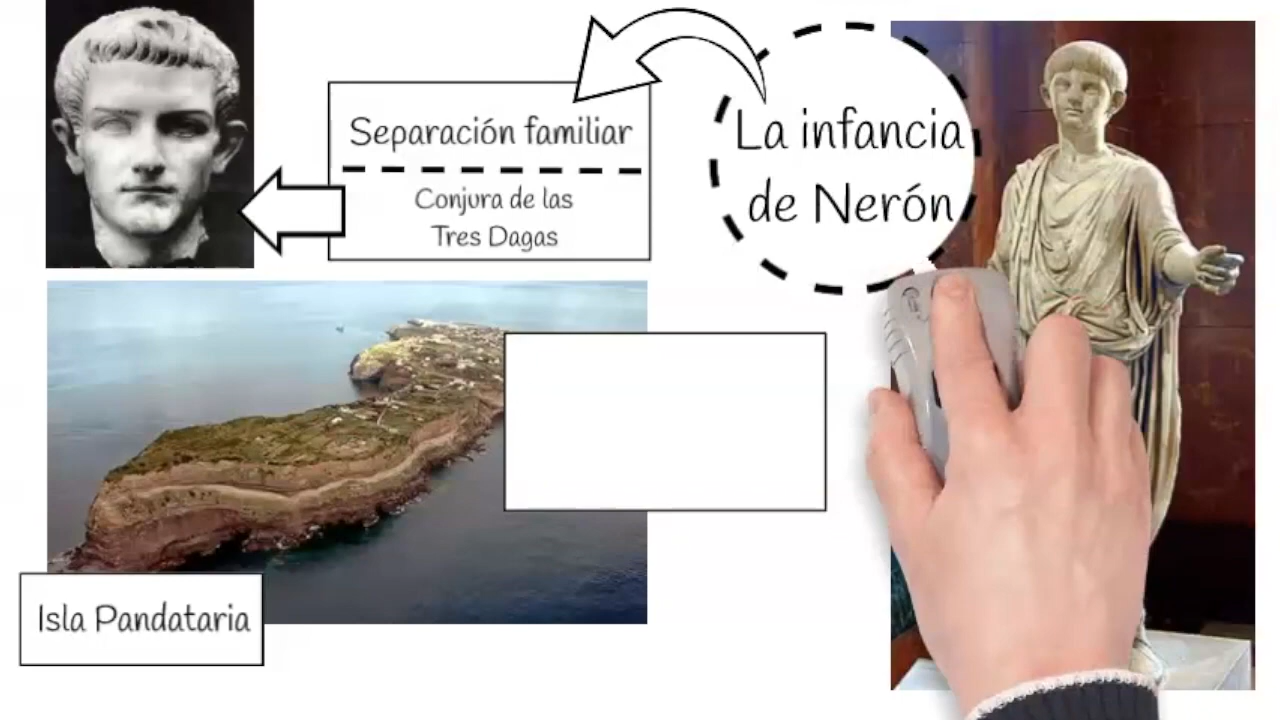 Separación familiar
Conjura de las
Tres Dagas
La infancia
de Nerón
Isla Pandataria